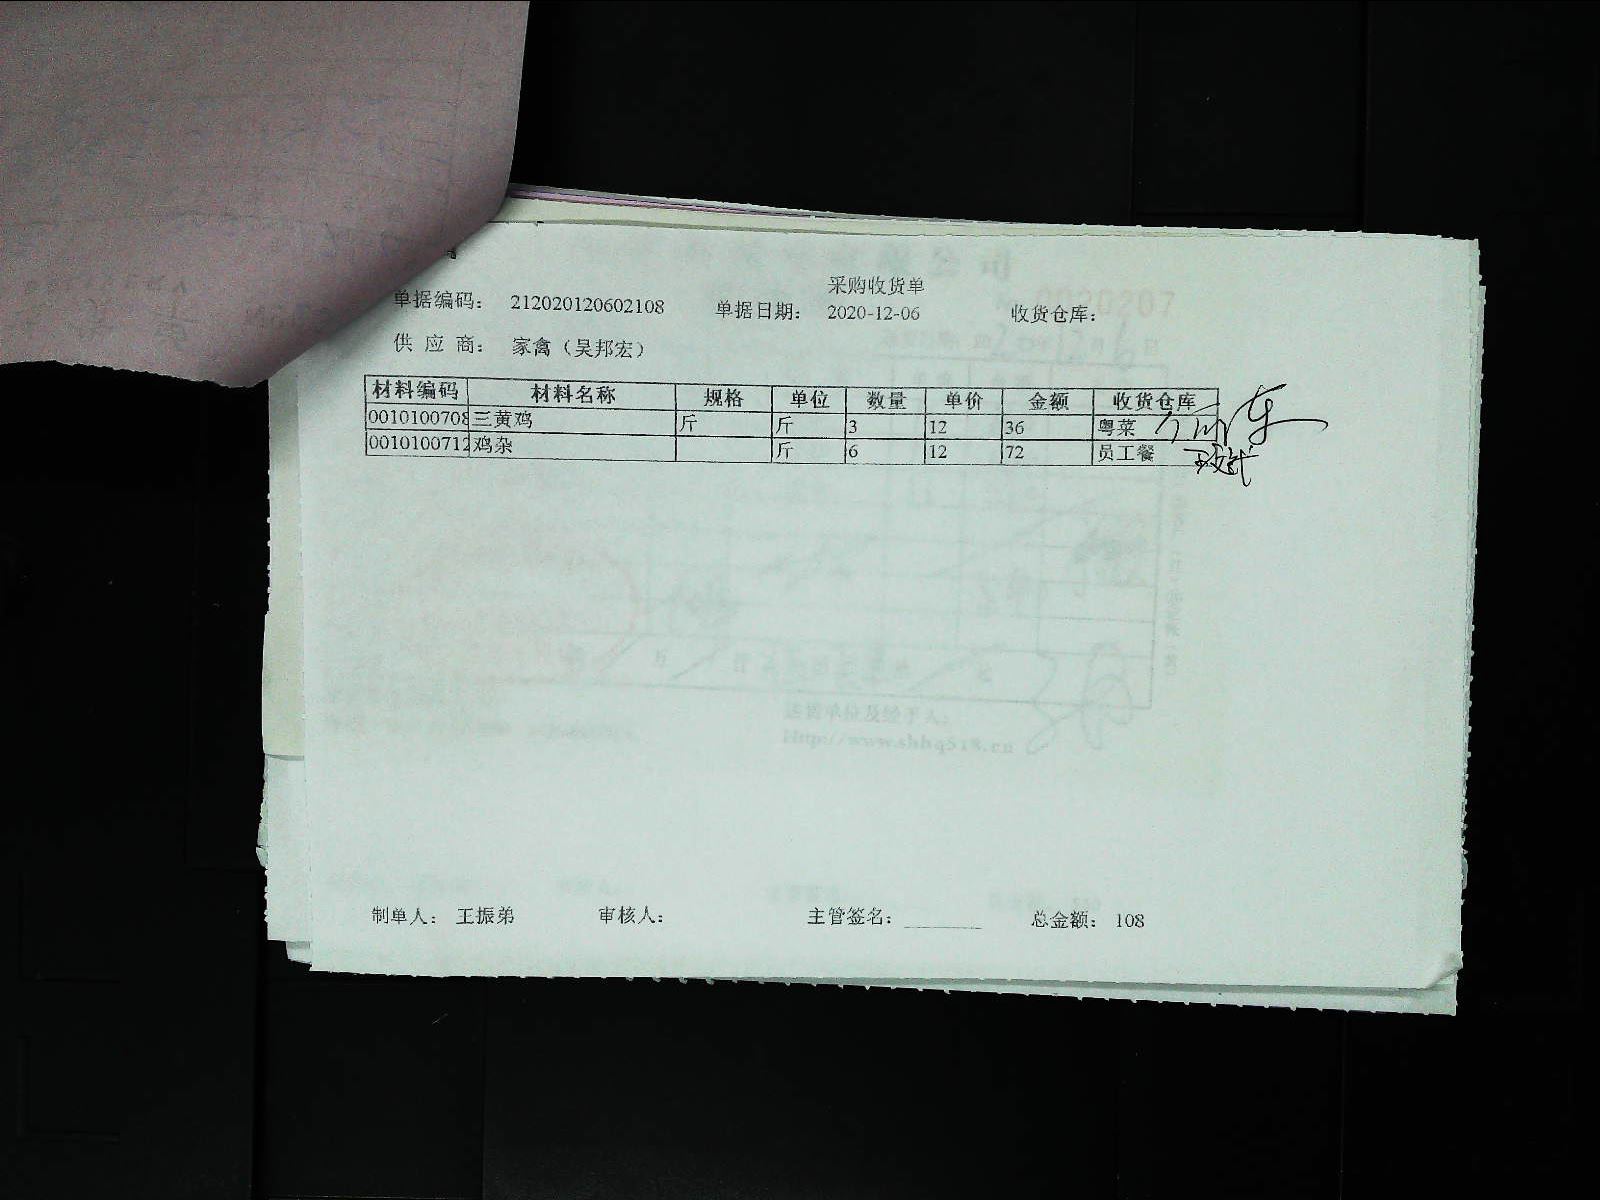 采购收货单
单据编码: 212020120602108 单据日期: 2020-12-06 收货仓库:
供 应 商: 家禽（吴邦宏）
材料编码 材料名称 规格 单位 数量 单价 金额 收货仓库
0010100708 三黄鸡 斤 斤 3 12 36 粤菜
0010100712 鸡杂 斤 6 12 72 员工餐
制单人: 王振弟 审核人: 主管签名: 总金额: 108